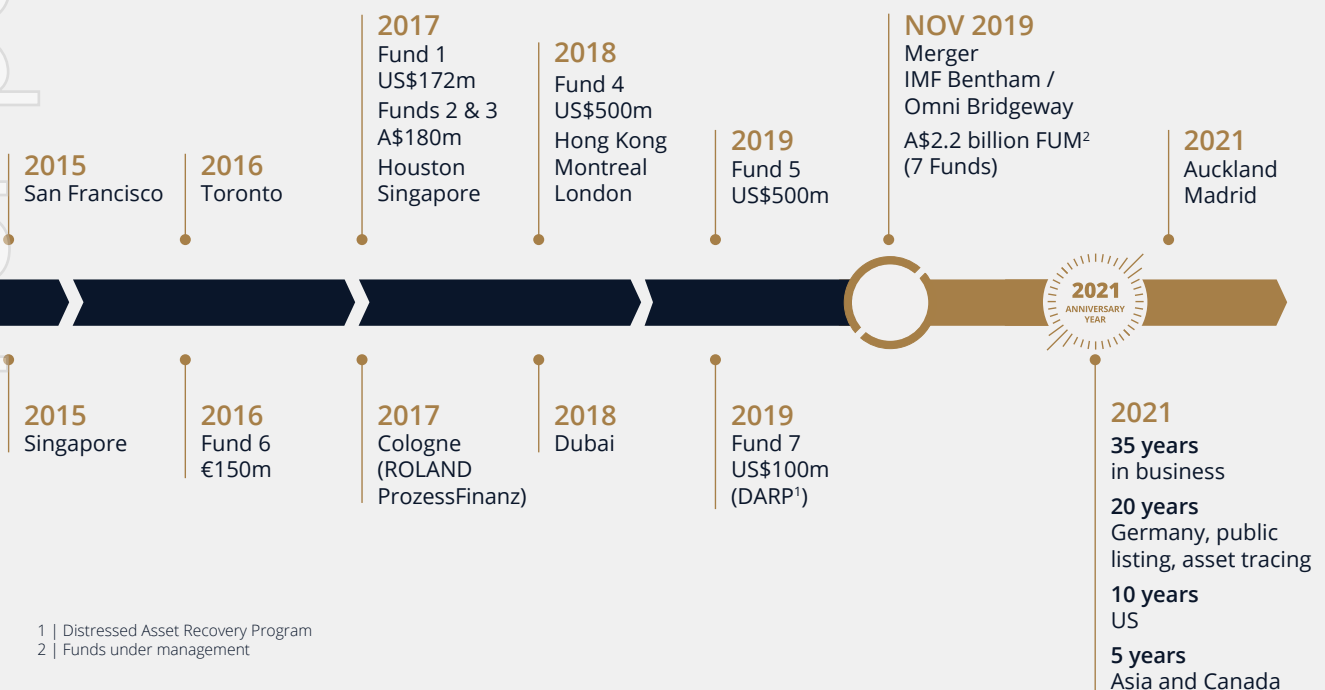 2015
San Francisco
2016
Toronto
2017
Fund 1
US$172m
Funds 2 & 3
A$180m
Houston
Singapore
2018
Fund 4
US$500m
Hong Kong
Montreal
London
2019
Fund 5
US$500m
NOV 2019
Merger
IMF Bentham /
Omni Bridgeway
A$2.2 billion FUM²
(7 Funds)
2021
Auckland
Madrid
2021
ANNIVERSARY
YEAR
2015
Singapore
2016
Fund 6
€150m
2017
Cologne
(ROLAND
ProzessFinanz)
2018
Dubai
2019
Fund 7
US$100m
(DARP¹)
2021
35 years
in business
20 years
Germany, public
listing, asset tracing
10 years
US
5 years
Asia and Canada
1 | Distressed Asset Recovery Program
2 | Funds under management